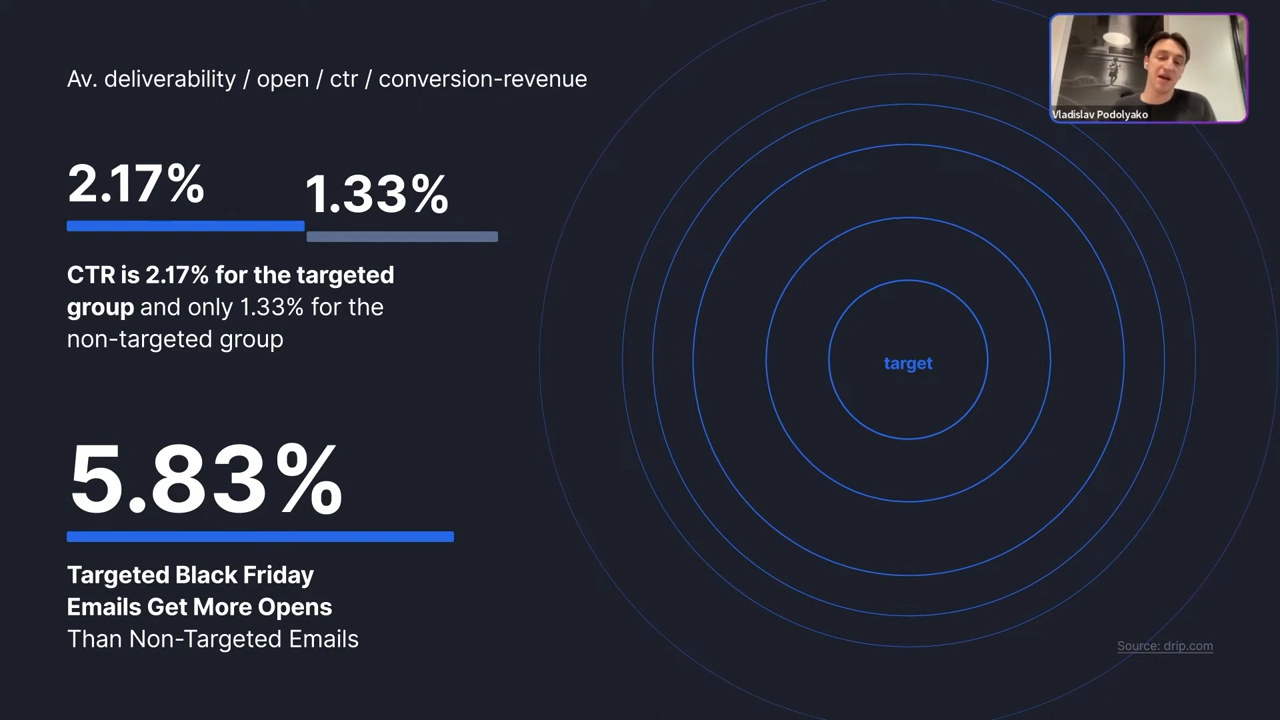 Av. deliverability / open / ctr / conversion-revenue
Vladislav Podolyako
2.17%
1.33%
CTR is 2.17% for the targeted
group and only 1.33% for the
non-targeted group
target
5.83%
Targeted Black Friday
Emails Get More Opens
Than Non-Targeted Emails
Source: drip.com